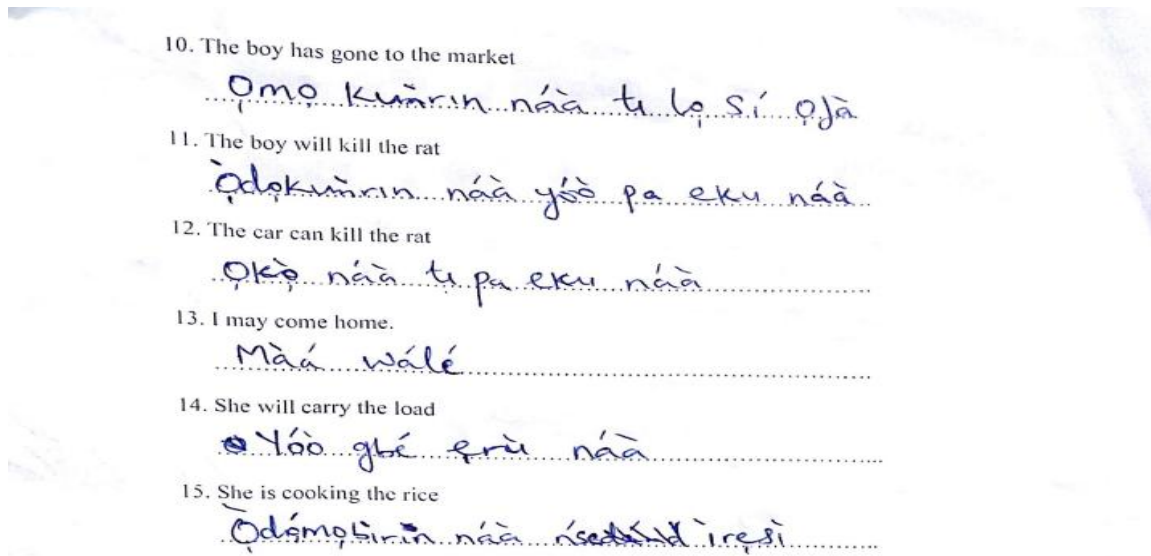 10. The boy has gone to the market
Ọmọ kùnrin náà ti lọ sí ọjà
11. The boy will kill the rat
Ọ̀dọkùnrin náà yóò pa eku náà
12. The car can kill the rat
Ọkọ̀ náà ti pa eku náà
13. I may come home.
Màá wálé
14. She will carry the load
Yóò gbé ẹrù náà
15. She is cooking the rice
Ọ̀dọ́mọbìrin náà ìrẹsì